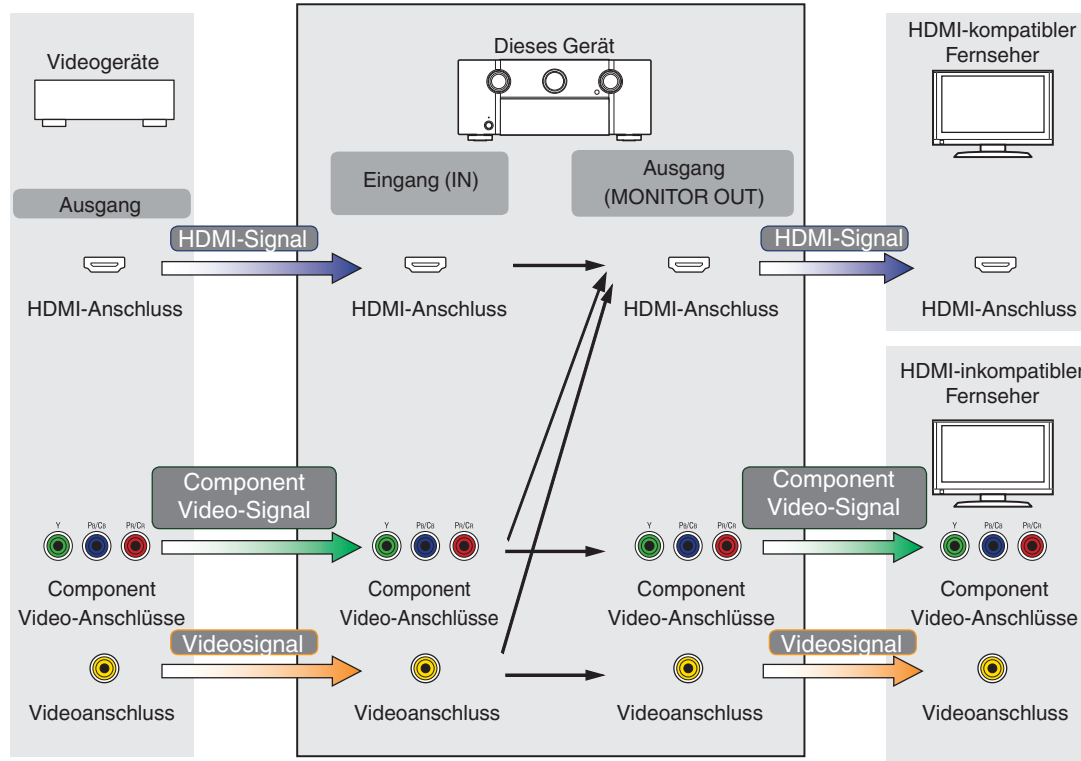 Videogeräte
Dieses Gerät
HDMI-kompatibler
Fernseher
Ausgang
Eingang (IN)
Ausgang
(MONITOR OUT)
HDMI-Signal
HDMI-Signal
HDMI-Anschluss
HDMI-Anschluss
HDMI-Anschluss
HDMI-Anschluss
HDMI-inkompatibler
Fernseher
Component
Video-Signal
Component
Video-Signal
Y PB/CB PR/CR
Y PB/CB PR/CR
Y PB/CB PR/CR
Y PB/CB PR/CR
Component
Video-Anschlüsse
Component
Video-Anschlüsse
Component
Video-Anschlüsse
Component
Video-Anschlüsse
Videosignal
Videosignal
Videoanschluss
Videoanschluss
Videoanschluss
Videoanschluss